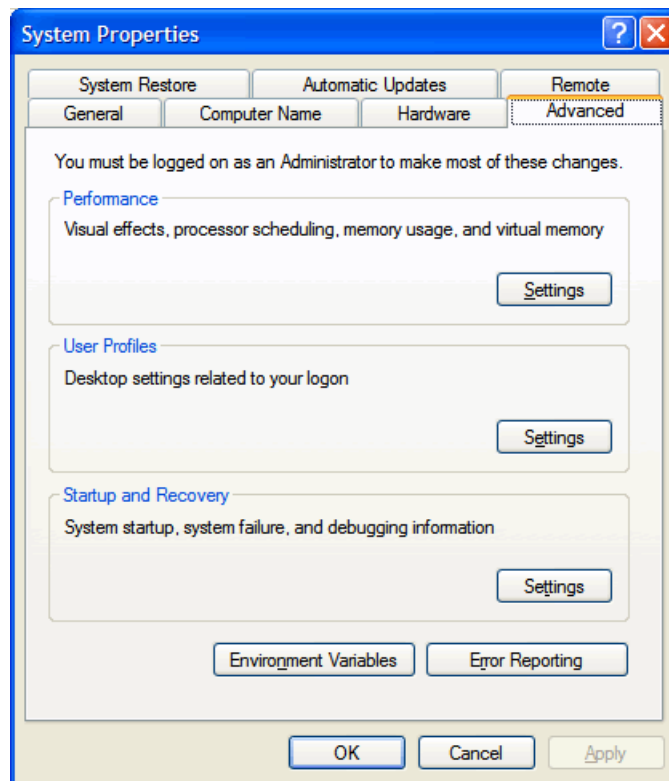 System Properties
System Restore Automatic Updates Remote
General Computer Name Hardware Advanced
You must be logged on as an Administrator to make most of these changes.
Performance
Visual effects, processor scheduling, memory usage, and virtual memory
Settings
User Profiles
Desktop settings related to your logon
Settings
Startup and Recovery
System startup, system failure, and debugging information
Settings
Environment Variables Error Reporting
OK Cancel Apply